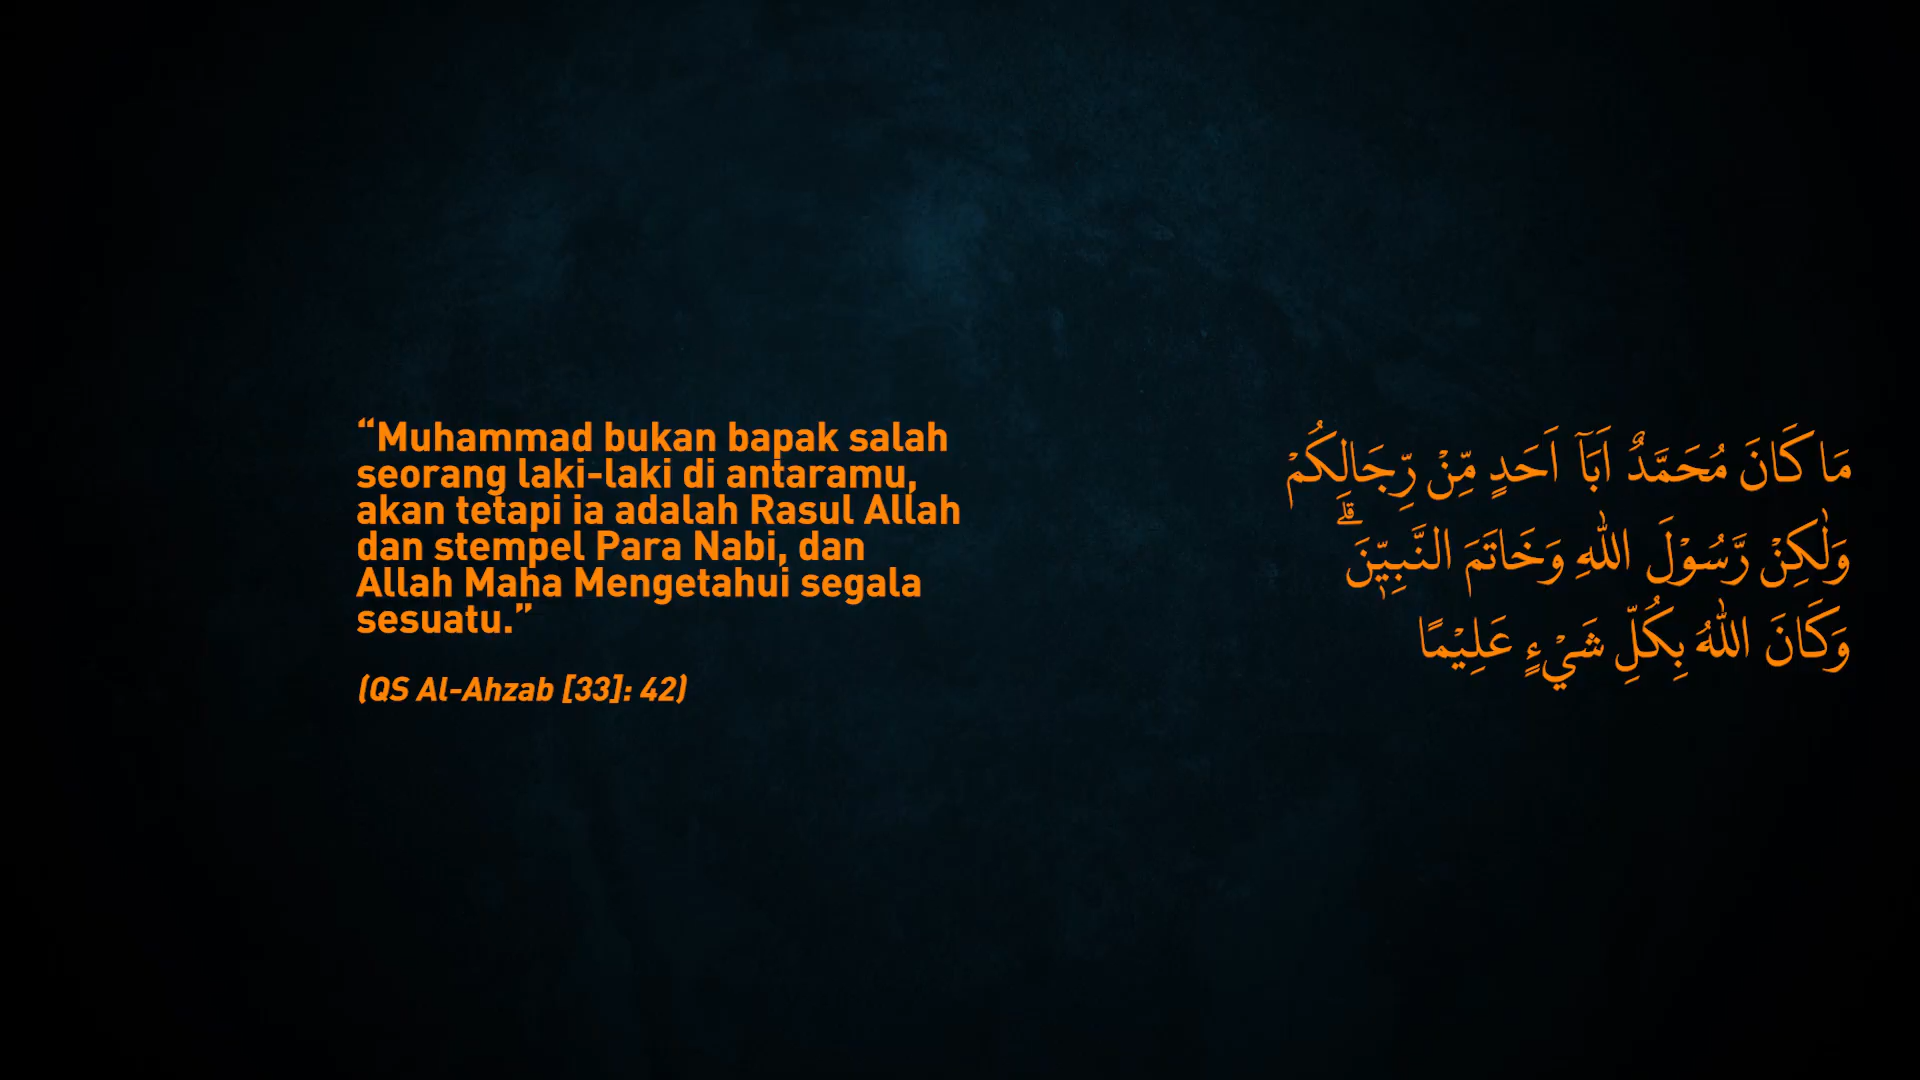 “Muhammad bukan bapak salah
seorang laki-laki di antaramu,
akan tetapi ia adalah Rasul Allah
dan stempel Para Nabi, dan
Allah Maha Mengetahui segala
sesuatu.”
(QS Al-Ahzab [33]: 42)
مَا كَانَ مُحَمَّدٌ اَبَآ اَحَدٍ مِّنْ رِّجَالِكُمْ
وَلٰكِنْ رَّسُوْلَ اللّٰهِ وَخَاتَمَ النَّبِيّٖنَۗ
وَكَانَ اللّٰهُ بِكُلِّ شَيْءٍ عَلِيْمًا